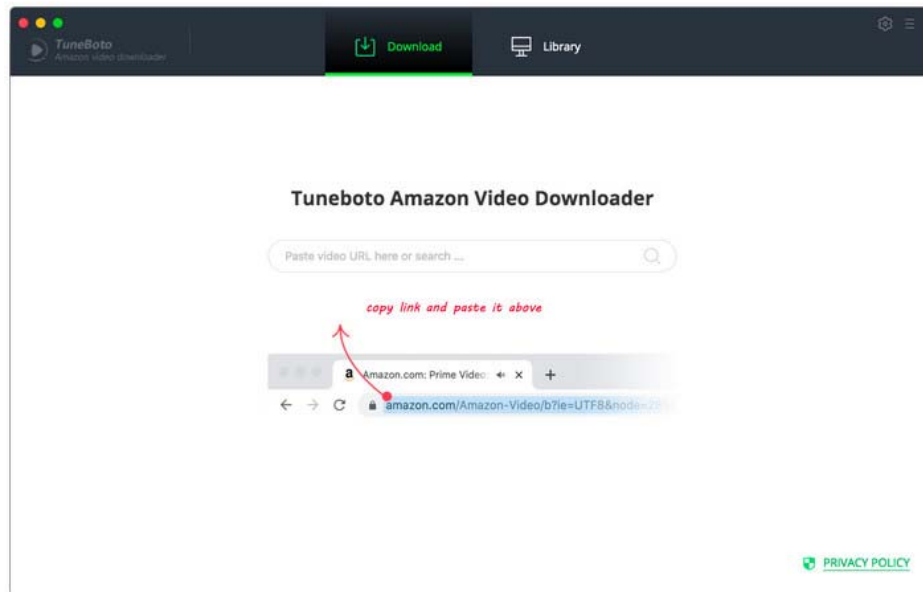 TuneBoto
Amazon video downloader
Download
Library
Tuneboto Amazon Video Downloader
Paste video URL here or search ...
copy link and paste it above
a Amazon.com: Prime Video:
amazon.com/Amazon-Video/b?ie=UTF8&node=
PRIVACY POLICY